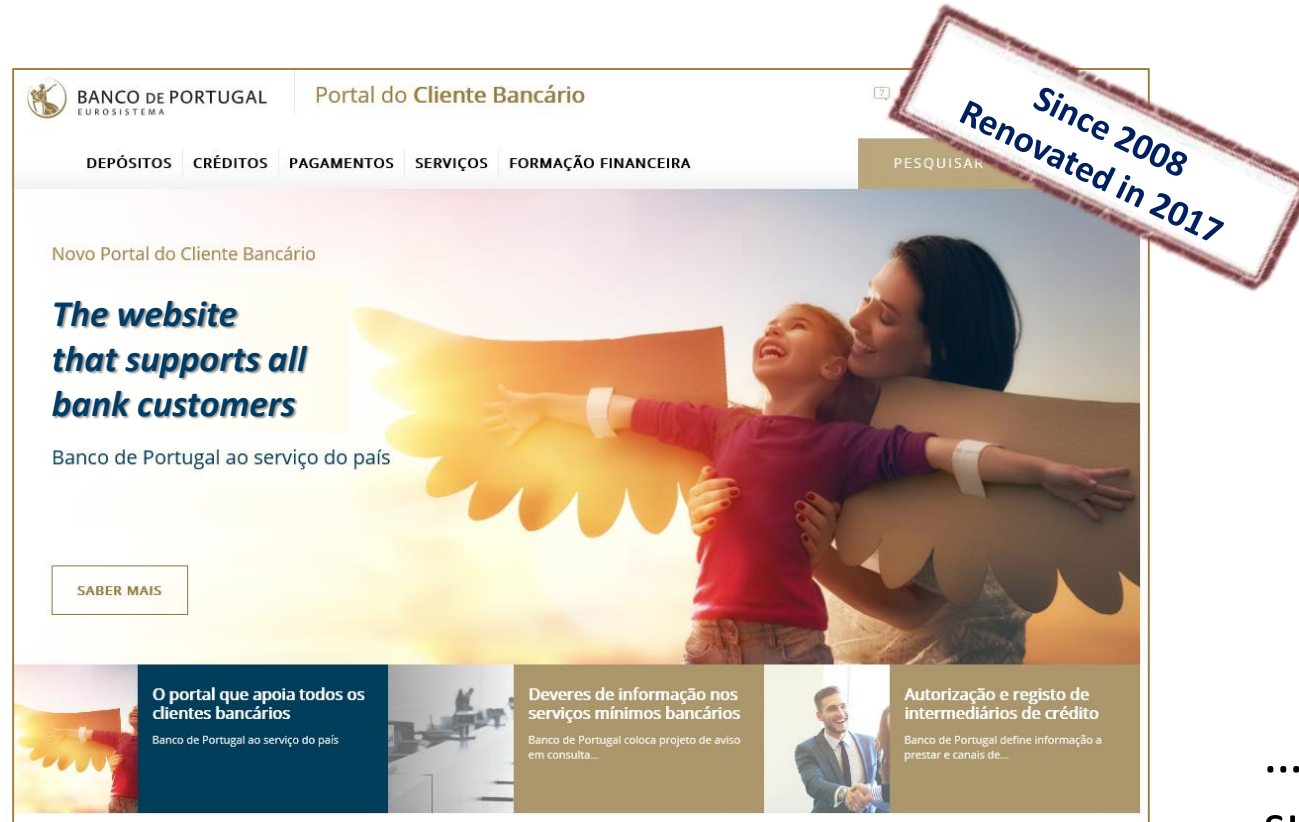 BANCO DE PORTUGAL
EUROSISTEMA
Portal do Cliente Bancário
Since 2008
Renovated in 2017
DEPÓSITOS CRÉDITOS PAGAMENTOS SERVIÇOS FORMAÇÃO FINANCEIRA
PESQUISAR
Novo Portal do Cliente Bancário
The website
that supports all
bank customers
Banco de Portugal ao serviço do país
SABER MAIS
O portal que apoia todos os
clientes bancários
Banco de Portugal ao serviço do país
Deveres de informação nos
serviços mínimos bancários
Banco de Portugal coloca projeto de aviso
em consulta...
Autorização e registo de
intermediários de crédito
Banco de Portugal define informação a
prestar e canais de...
...